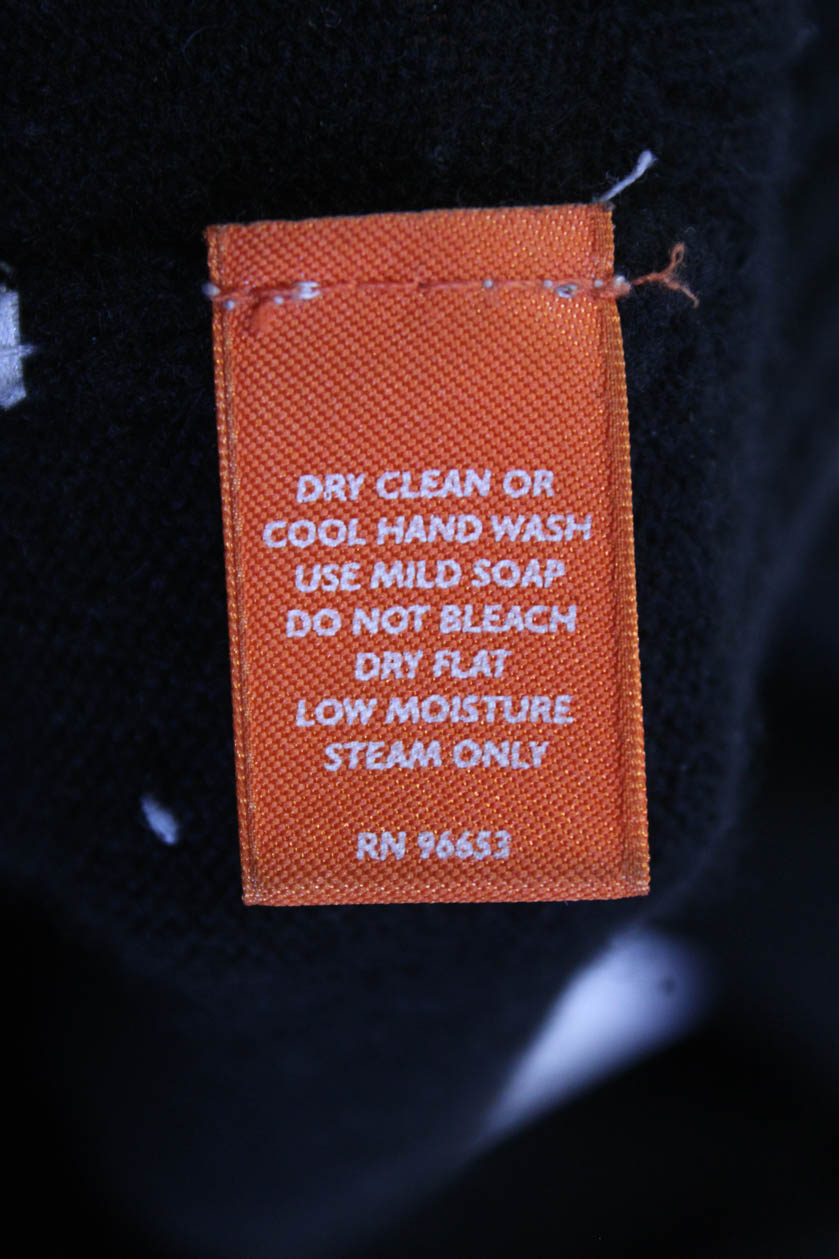 DRY CLEAN OR
COOL HAND WASH
USE MILD SOAP
DO NOT BLEACH
DRY FLAT
LOW MOISTURE
STEAM ONLY
RN 96653